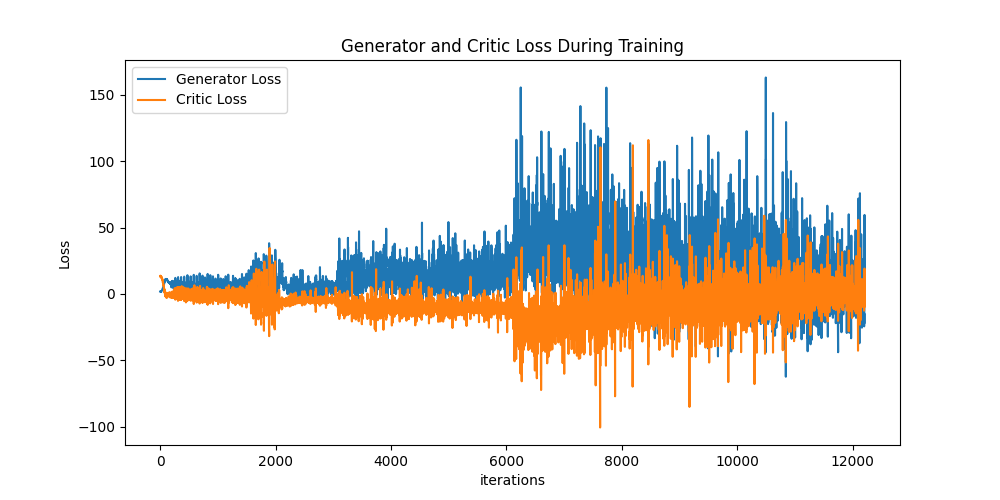 Generator and Critic Loss During Training
Generator Loss
Critic Loss
150
100
50
0
−50
−100
Loss
0 2000 4000 6000 8000 10000 12000
iterations